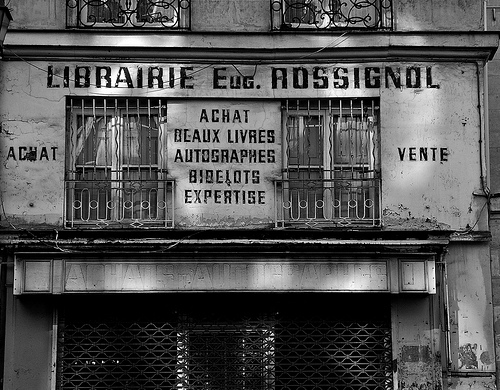 LIBRAIRIE EUG. ROSSIGNOL
ACHAT
ACHAT
BEAUX LIVRES
AUTOGRAPHES
BIBELOTS
EXPERTISE
VENTE